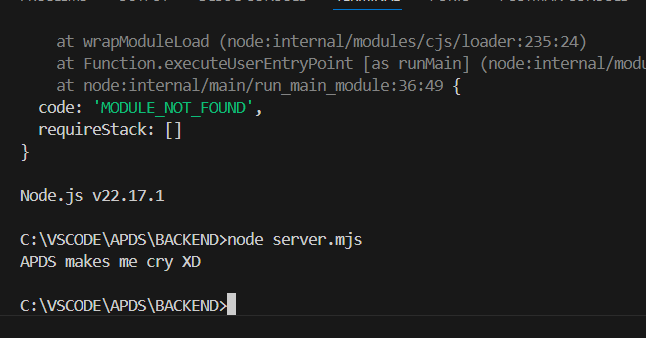 TERMINAL
at wrapModuleLoad (node:internal/modules/cjs/loader:235:24)
at Function.executeUserEntryPoint [as runMain] (node:internal/modu
at node:internal/main/run_main_module:36:49 {
code: 'MODULE_NOT_FOUND',
requireStack: []
}
Node.js v22.17.1
C:\VSCODE\APDS\BACKEND>node server.mjs
APDS makes me cry XD
C:\VSCODE\APDS\BACKEND>